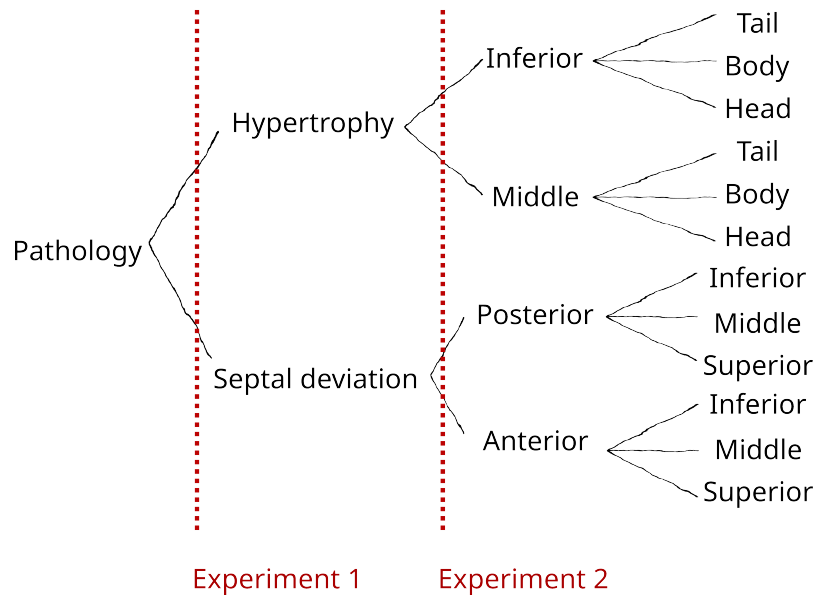 Pathology
Hypertrophy
Septal deviation
Inferior
Middle
Posterior
Anterior
Tail
Body
Head
Tail
Body
Head
Inferior
Middle
Superior
Inferior
Middle
Superior
Experiment 1
Experiment 2